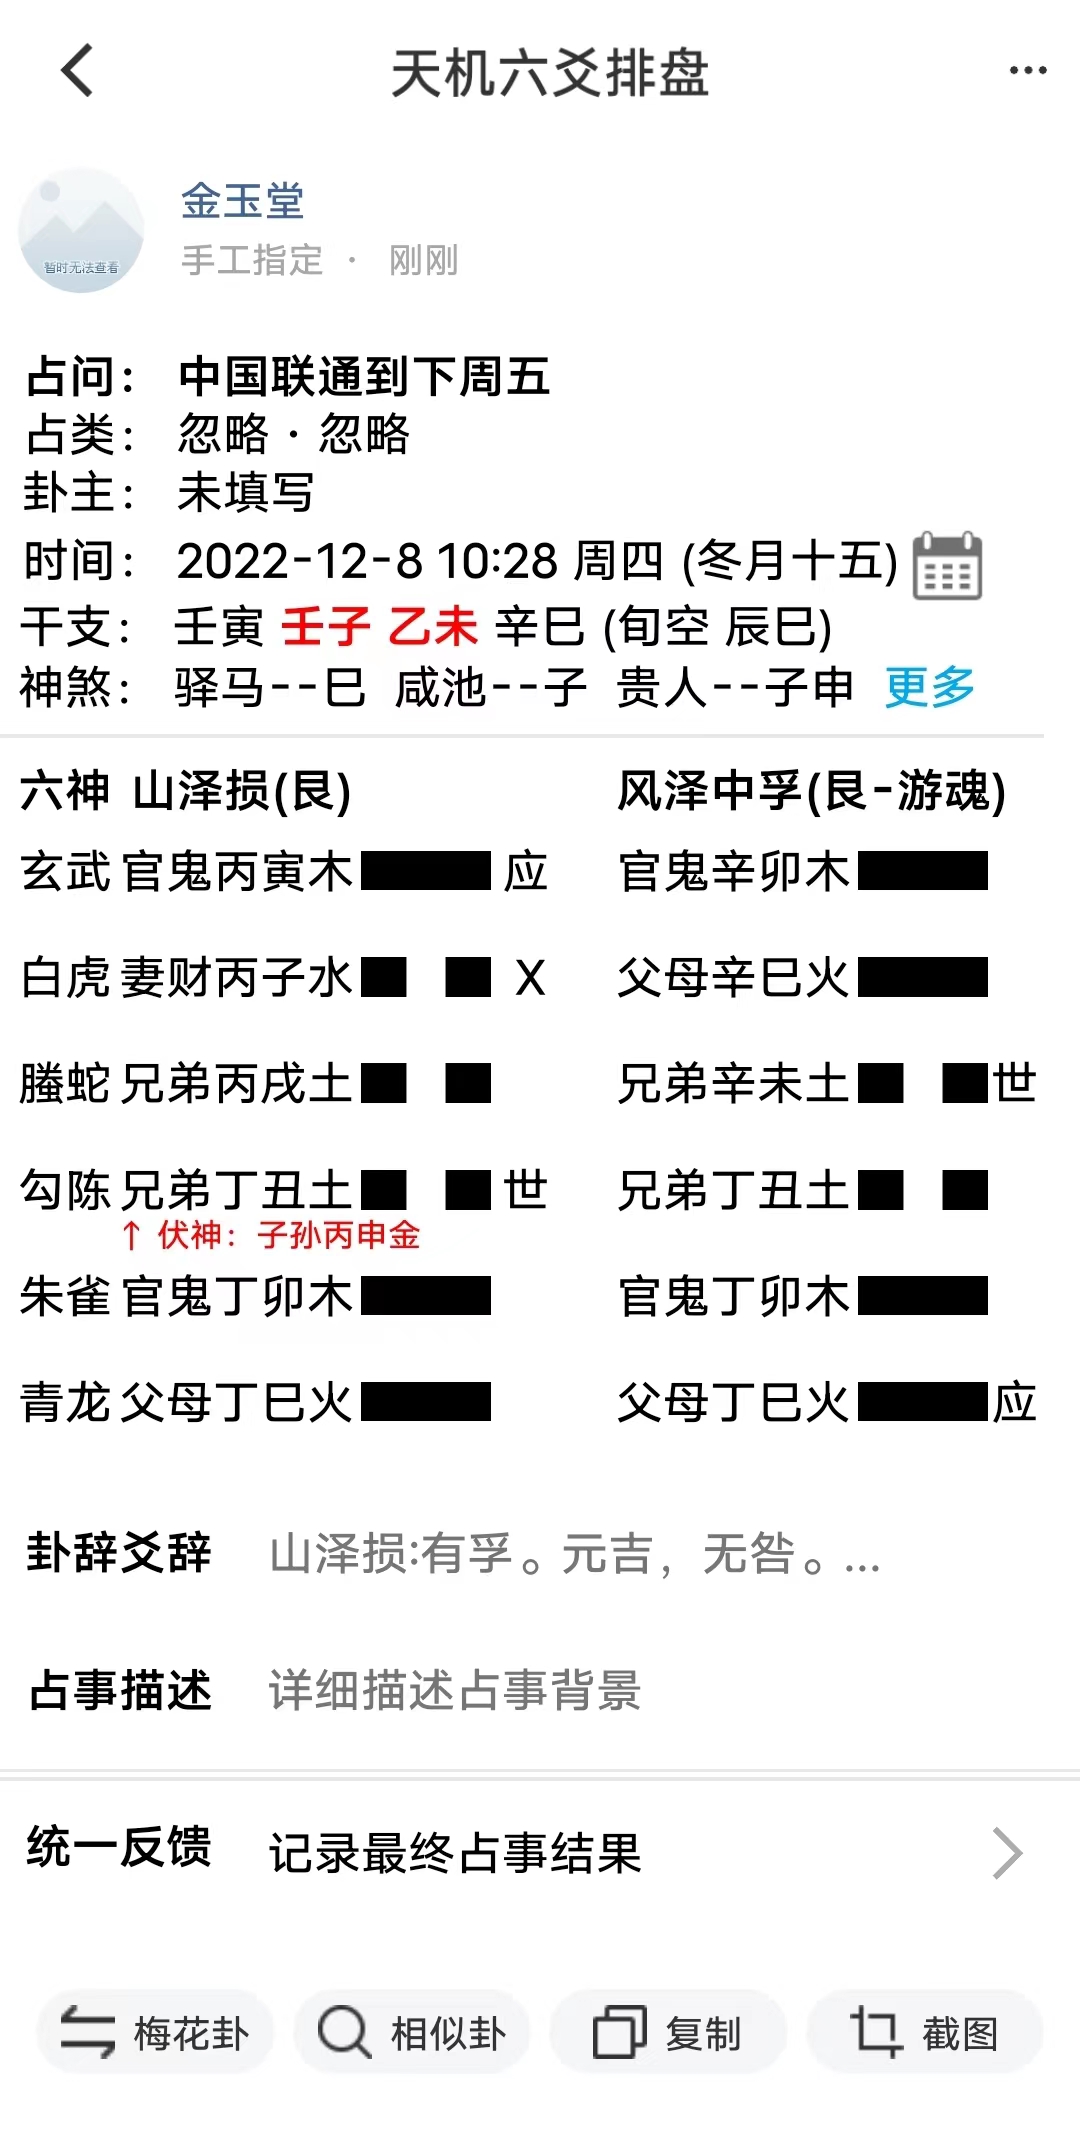 天机六爻排盘
金玉堂
暂时无法查看
手工指定 · 刚刚
占问： 中国联通到下周五
占类： 忽略 · 忽略
卦主： 未填写
时间： 2022-12-8 10:28 周四 (冬月十五)
干支： 壬寅 壬子 乙未 辛巳 (旬空 辰巳)
神煞： 驿马--巳 咸池--子 贵人--子申 更多
六神 山泽损(艮) 风泽中孚(艮-游魂)
玄武 官鬼丙寅木 应 官鬼辛卯木
白虎 妻财丙子水 X 父母辛巳火
螣蛇 兄弟丙戌土 兄弟辛未土 世
勾陈 兄弟丁丑土 世 兄弟丁丑土
↑ 伏神：子孙丙申金
朱雀 官鬼丁卯木 官鬼丁卯木
青龙 父母丁巳火 父母丁巳火 应
卦辞爻辞 山泽损:有孚。元吉，无咎。...
占事描述 详细描述占事背景
统一反馈 记录最终占事结果
梅花卦 相似卦 复制 截图